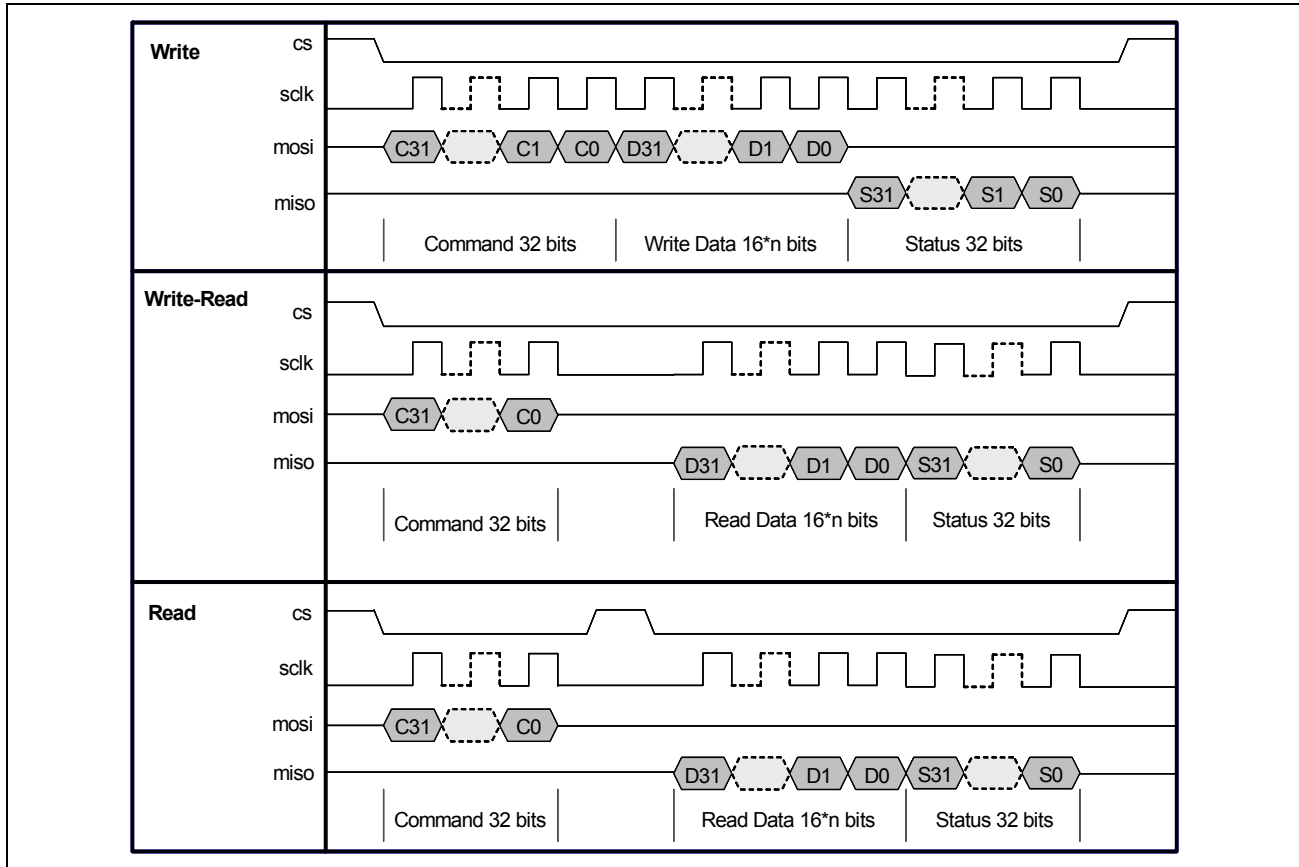 Write
cs
sclk
mosi C31 C1 C0 D31 D1 D0
miso S31 S1 S0
Command 32 bits Write Data 16*n bits Status 32 bits
Write-Read
cs
sclk
mosi C31 C0
miso D31 D1 D0 S31 S0
Command 32 bits Read Data 16*n bits Status 32 bits
Read cs
sclk
mosi C31 C0
miso D31 D1 D0 S31 S0
Command 32 bits Read Data 16*n bits Status 32 bits